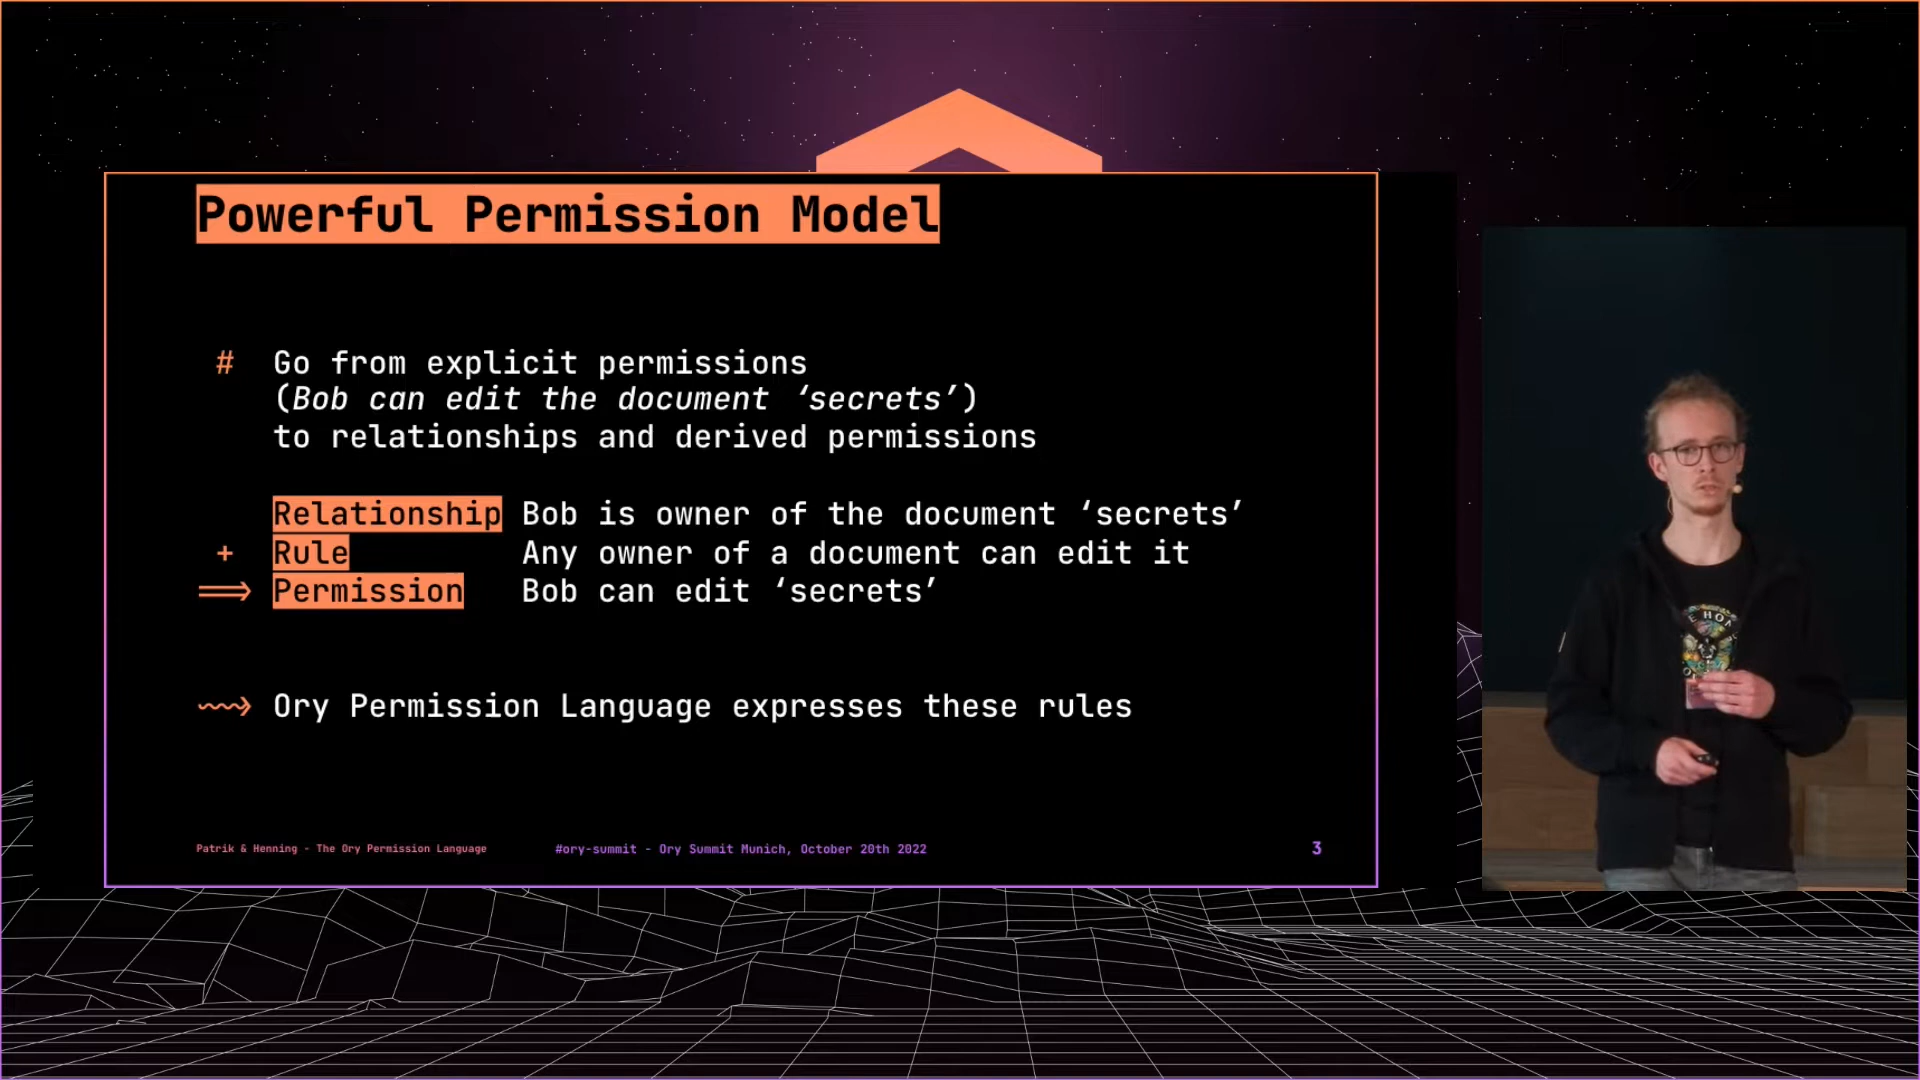 Powerful Permission Model
# Go from explicit permissions
(Bob can edit the document ‘secrets’)
to relationships and derived permissions
Relationship Bob is owner of the document ‘secrets’
+ Rule Any owner of a document can edit it
⟹ Permission Bob can edit ‘secrets’
⟿ Ory Permission Language expresses these rules
Patrik & Henning - The Ory Permission Language
#ory-summit - Ory Summit Munich, October 20th 2022
3